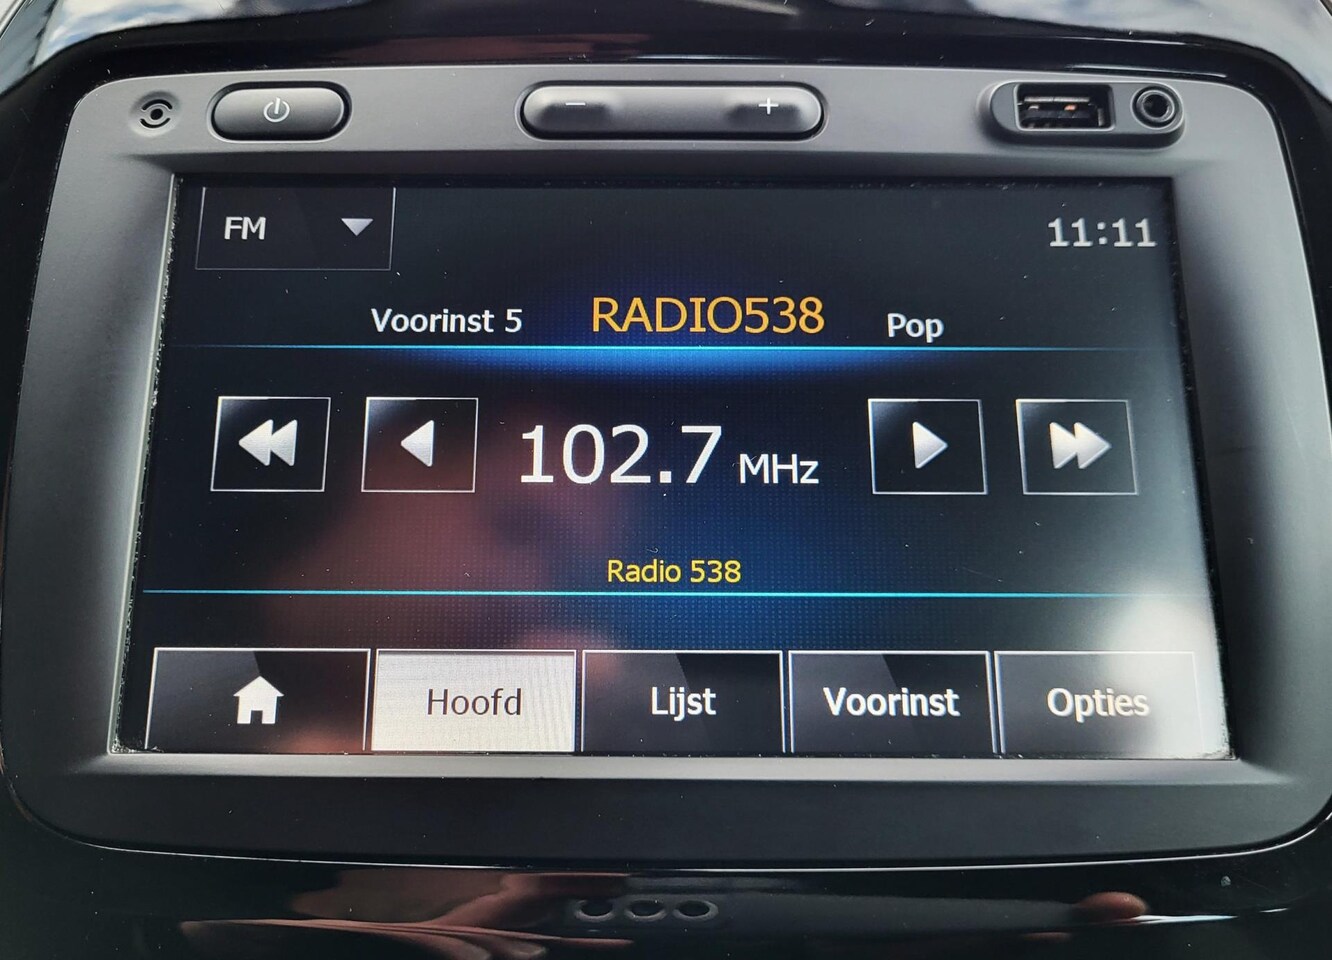 FM
11:11
Voorinst 5 RADIO538 Pop
102.7 MHz
Radio 538
Hoofd Lijst Voorinst Opties